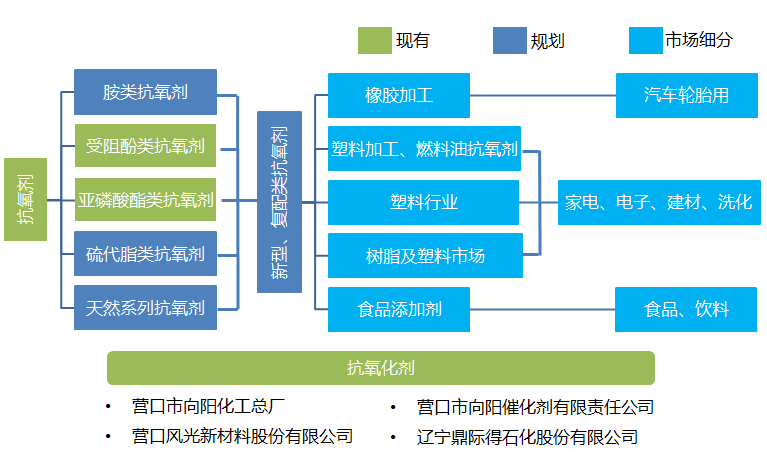 现有
规划
市场细分
抗氧剂
胺类抗氧剂
受阻酚类抗氧剂
亚磷酸酯类抗氧剂
硫代脂类抗氧剂
天然系列抗氧剂
新型、复配类抗氧剂
橡胶加工
塑料加工、燃料油抗氧剂
塑料行业
树脂及塑料市场
食品添加剂
汽车轮胎用
家电、电子、建材、洗化
食品、饮料
抗氧化剂
• 营口市向阳化工总厂
• 营口风光新材料股份有限公司
• 营口市向阳催化剂有限责任公司
• 辽宁鼎际得石化股份有限公司